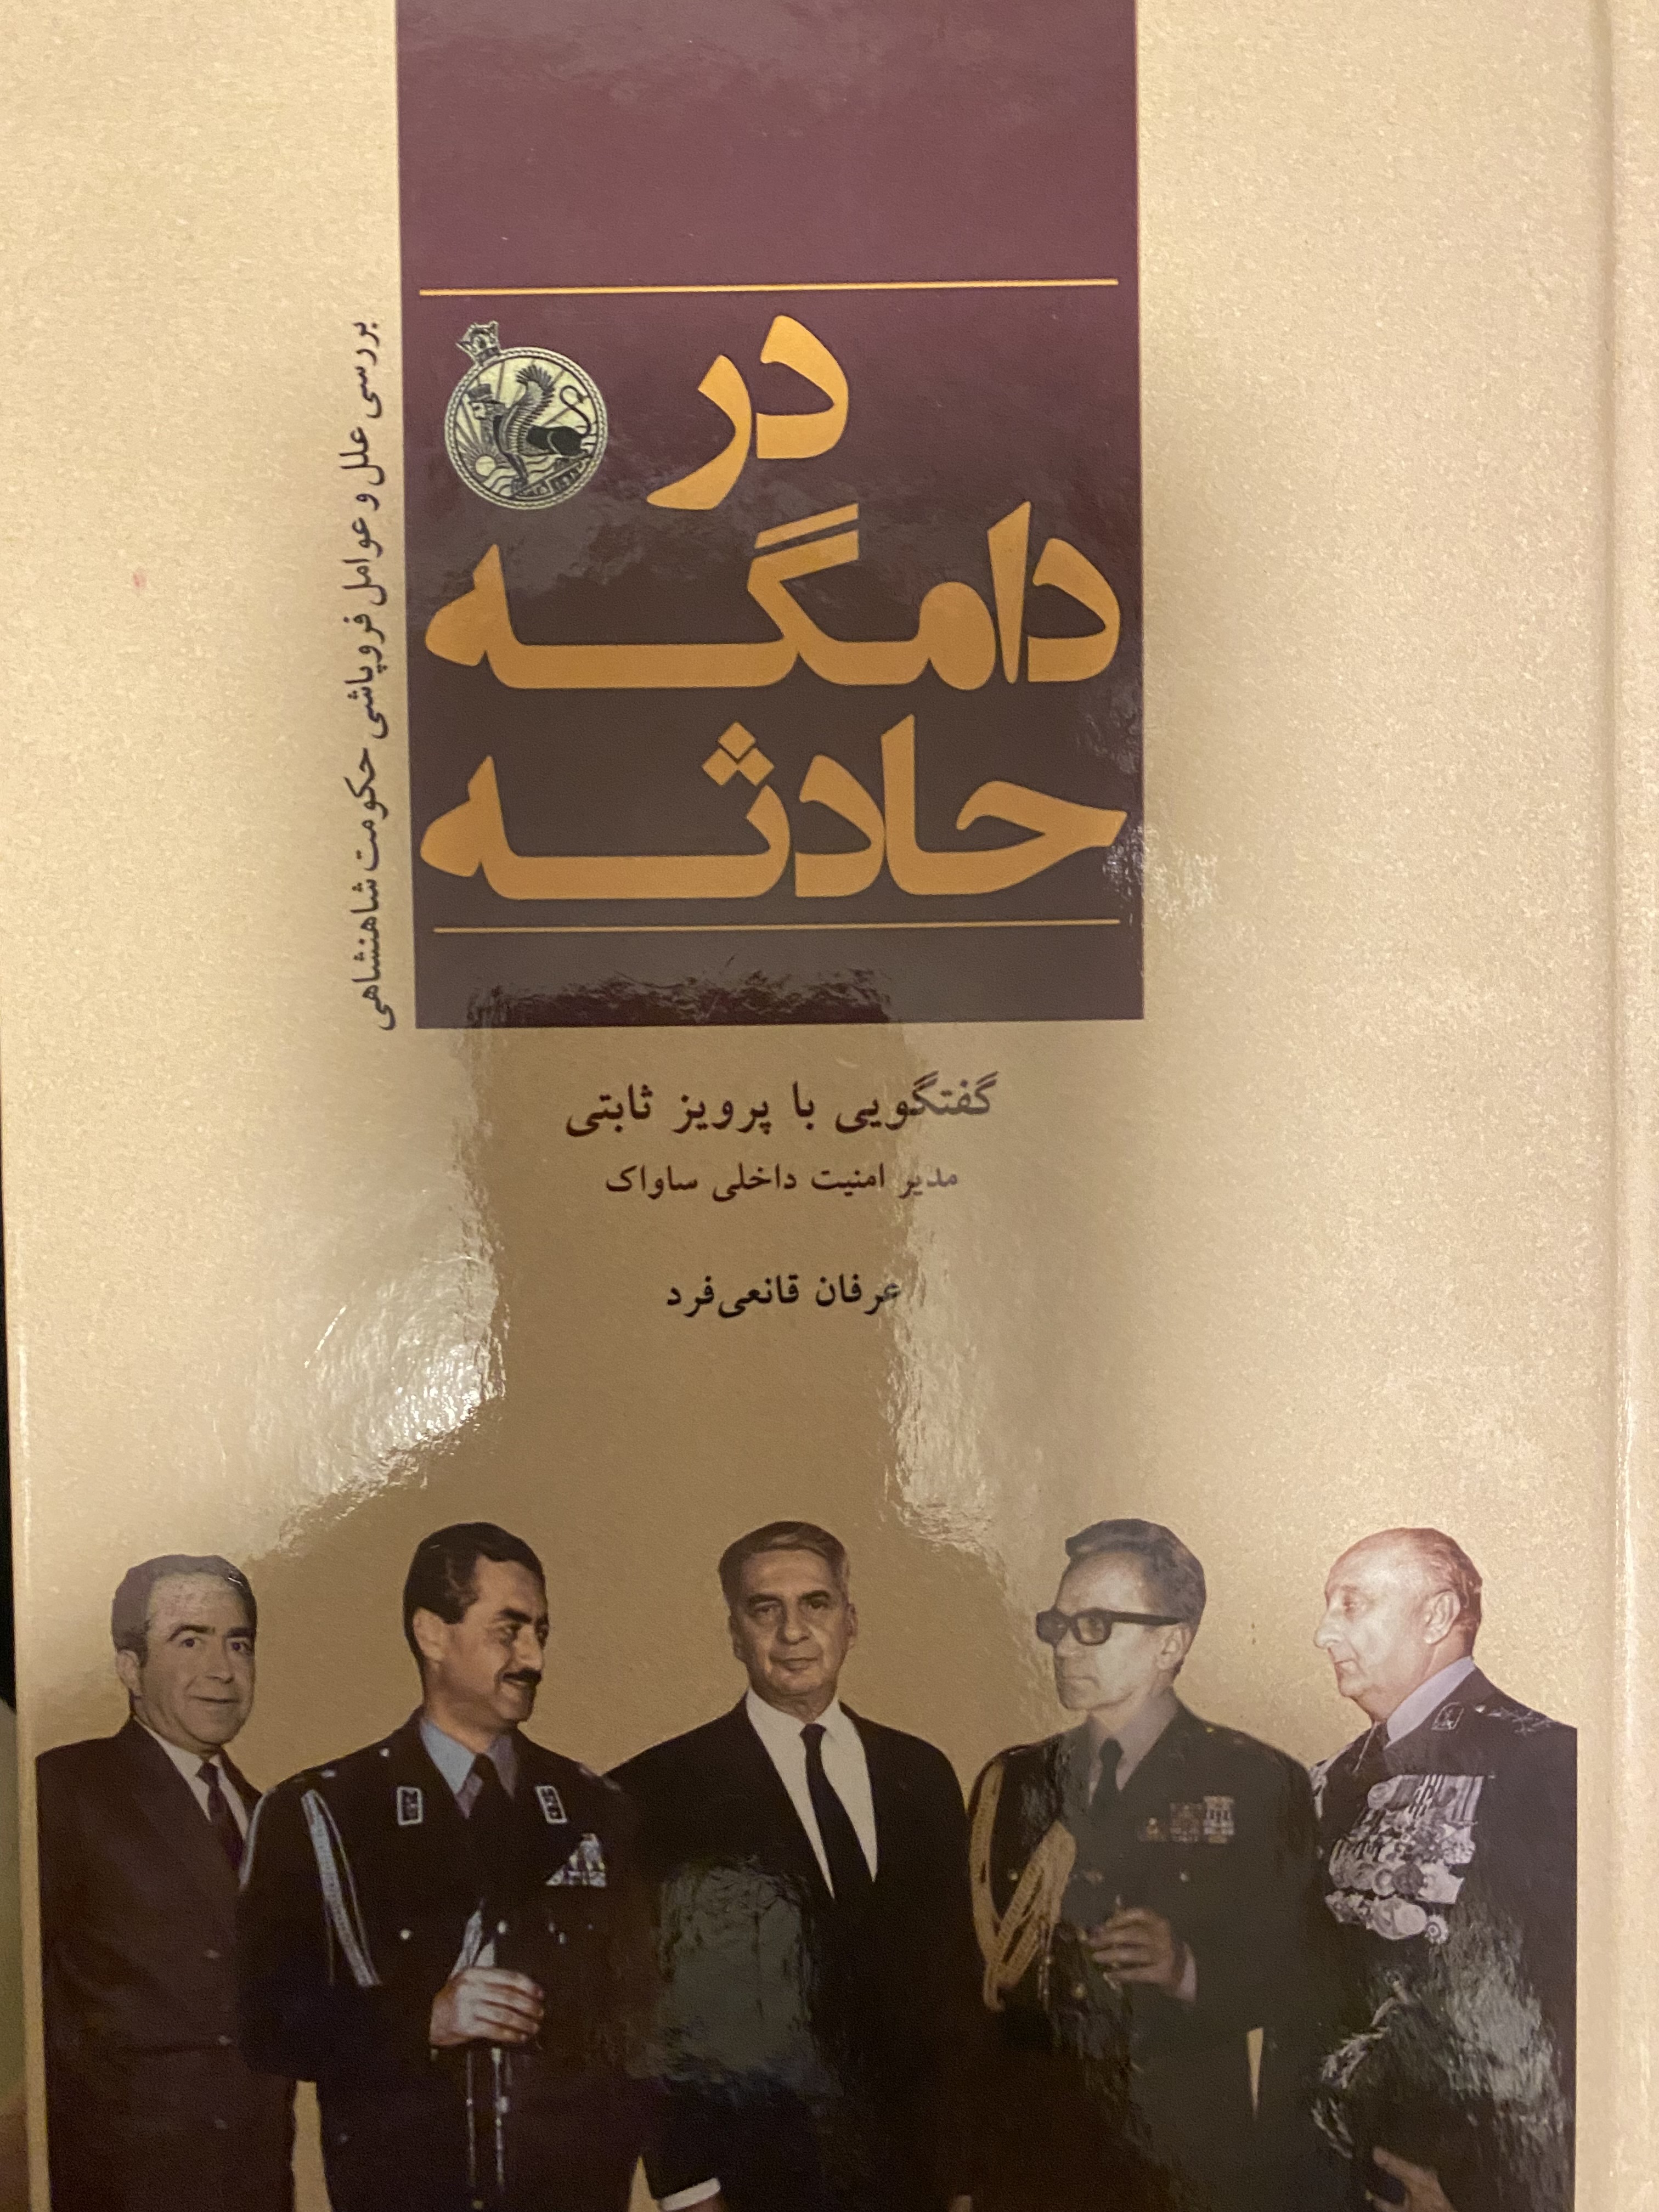 در
دامگه
حادثه
بررسی علل و عوامل فروپاشی حکومت شاهنشاهی
گفتگویی با پرویز ثابتی
مدیر امنیت داخلی ساواک
عرفان قانعی‌فرد